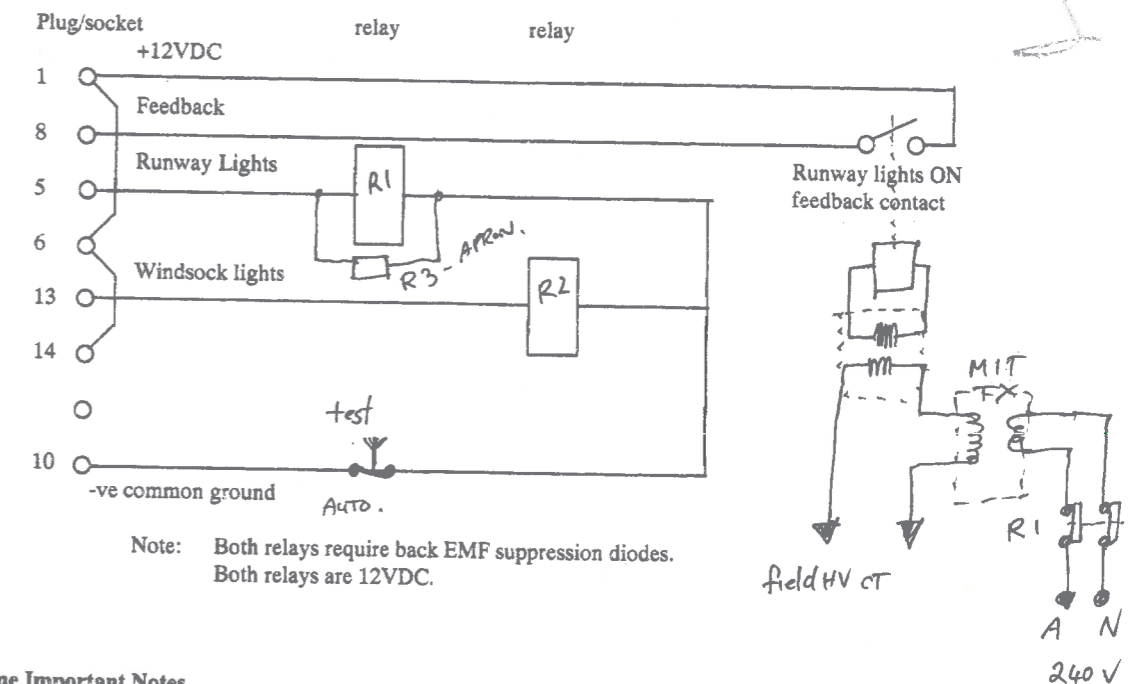 Plug/socket
relay
relay
+12VDC
1
Feedback
8
Runway Lights
5
R1
Runway lights ON
feedback contact
6
R3 - APRON.
Windsock lights
13
R2
14
MIT
TX
test
10
-ve common ground
AUTO.
R1
Note: Both relays require back EMF suppression diodes.
Both relays are 12VDC.
field HV CT
A N
240 V
ne Important Notes